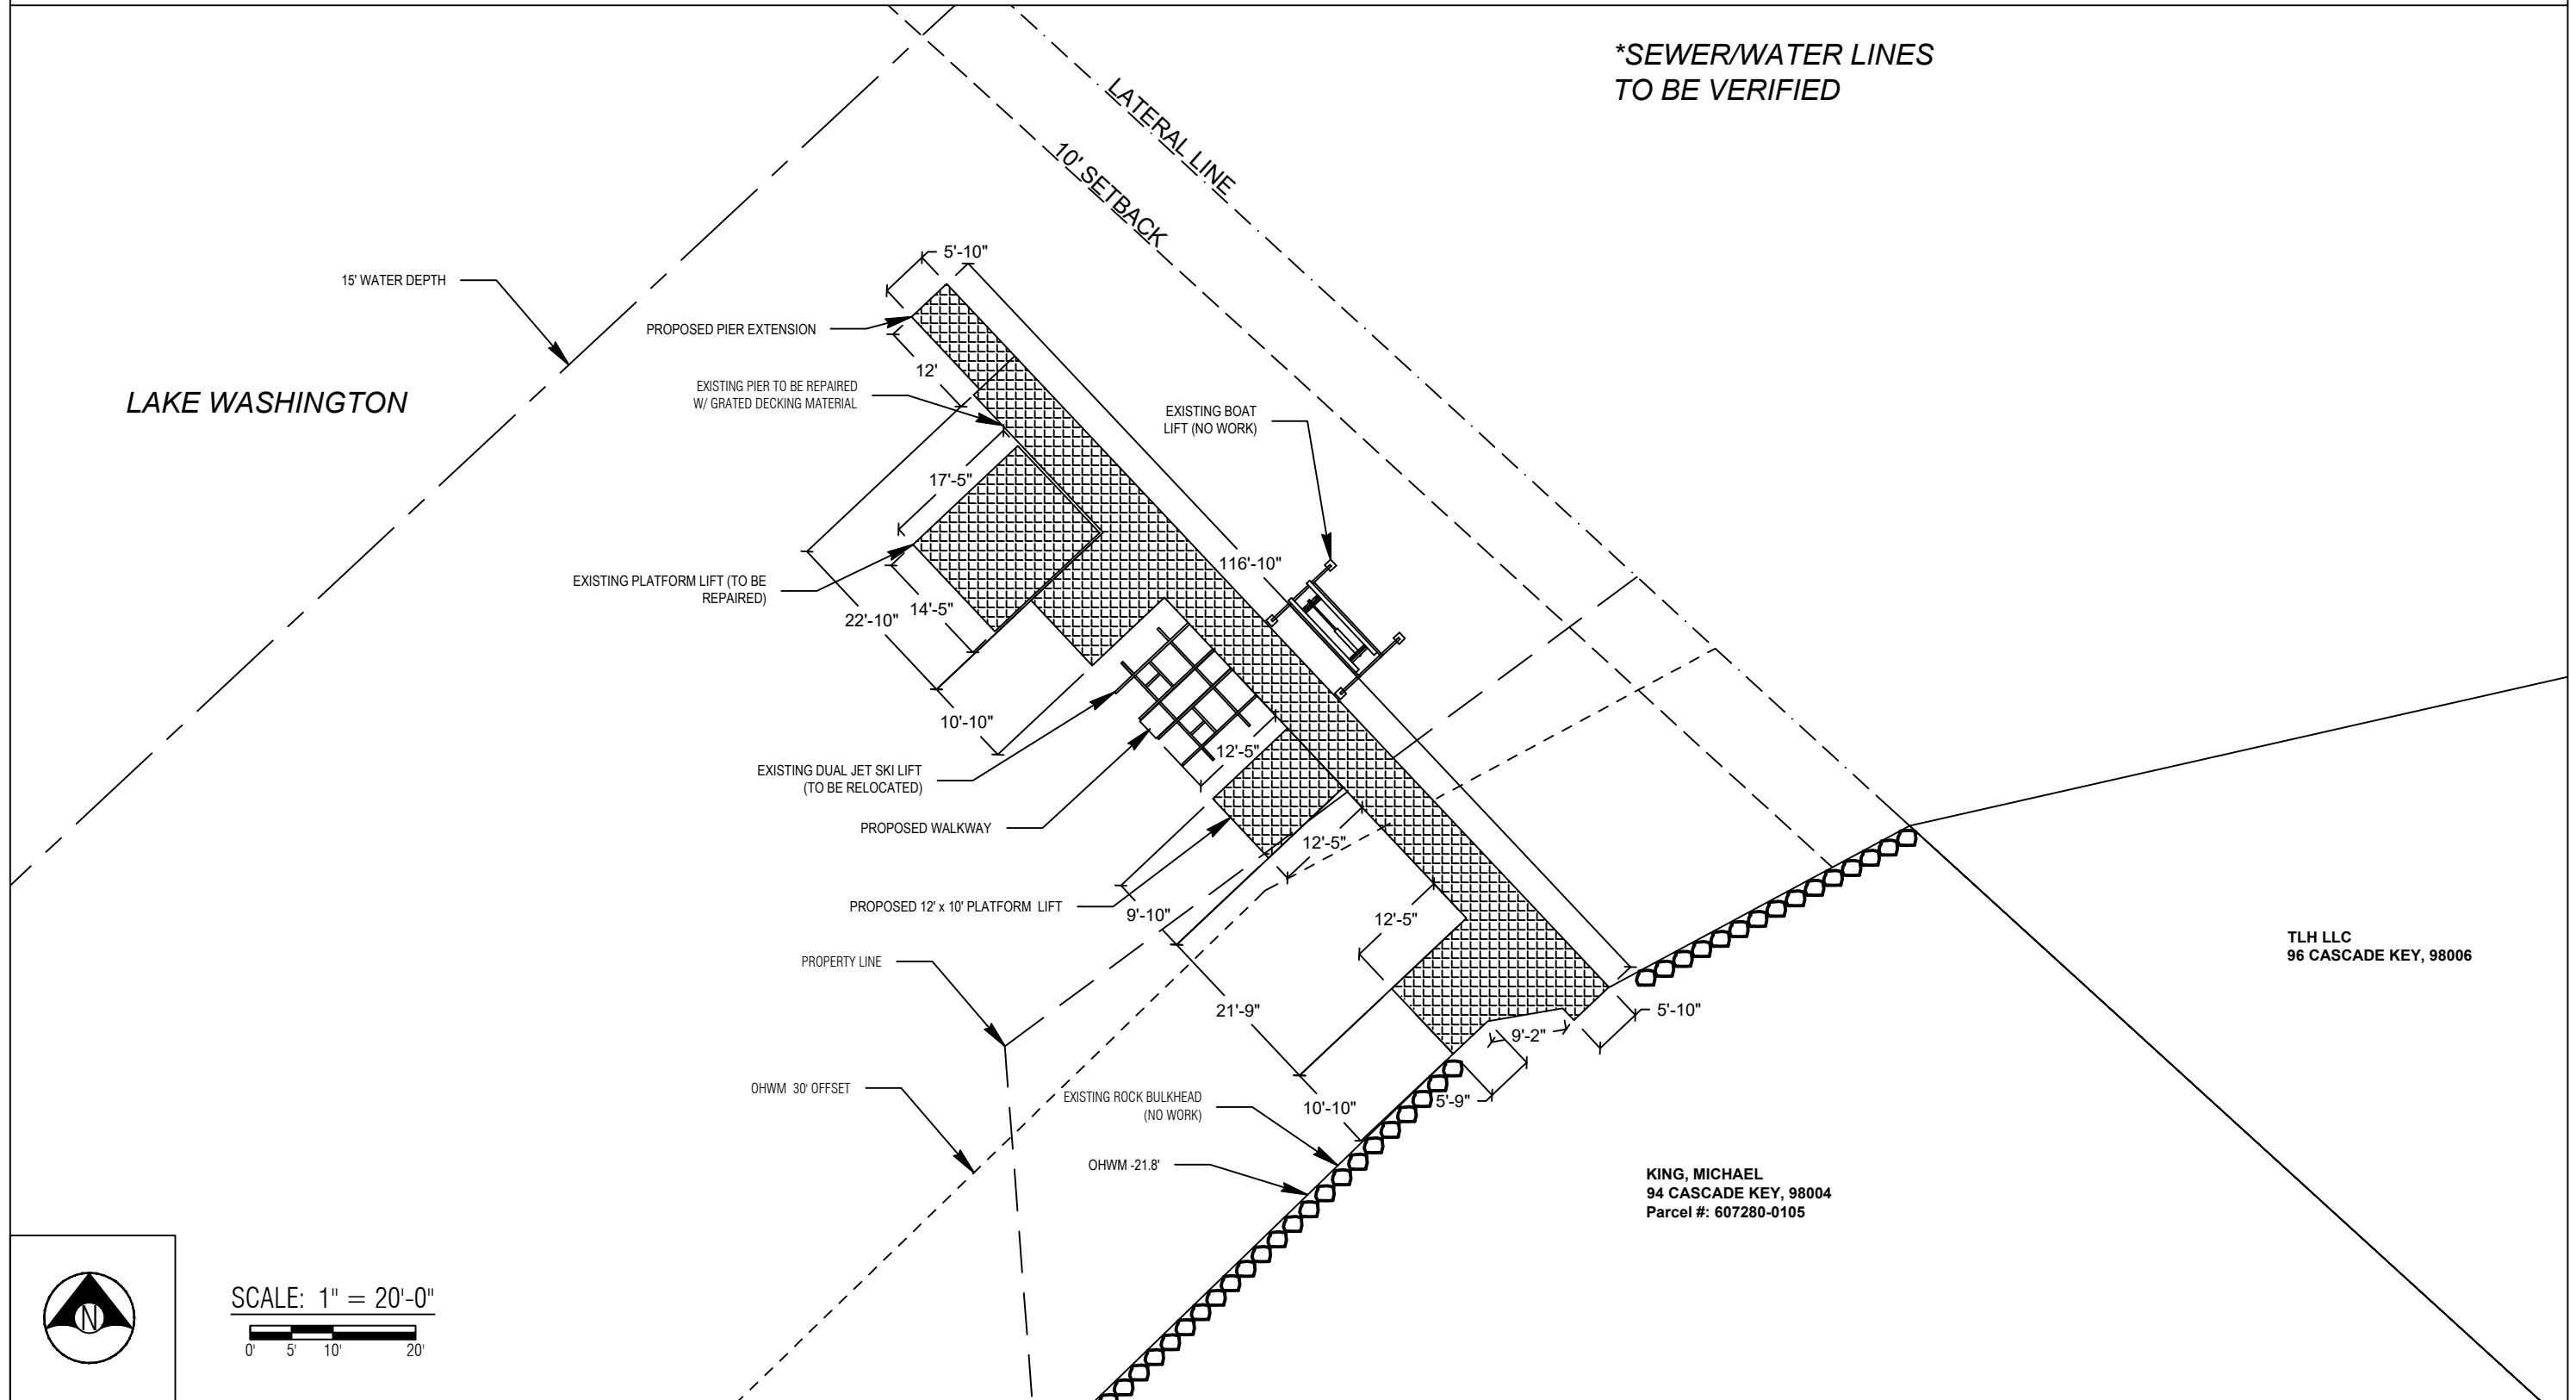 *SEWER/WATER LINES
TO BE VERIFIED
LATERAL LINE
10' SETBACK
5'-10"
15' WATER DEPTH
PROPOSED PIER EXTENSION
12'
EXISTING PIER TO BE REPAIRED
W/ GRATED DECKING MATERIAL
LAKE WASHINGTON
EXISTING BOAT
LIFT (NO WORK)
17'-5"
116'-10"
EXISTING PLATFORM LIFT (TO BE
REPAIRED)
14'-5"
22'-10"
10'-10"
12'-5"
EXISTING DUAL JET SKI LIFT
(TO BE RELOCATED)
PROPOSED WALKWAY
12'-5"
PROPOSED 12' x 10' PLATFORM LIFT
9'-10"
12'-5"
TLH LLC
96 CASCADE KEY, 98006
PROPERTY LINE
21'-9"
5'-10"
9'-2"
OHWM 30' OFFSET
EXISTING ROCK BULKHEAD
(NO WORK)
10'-10"
5'-9"
OHWM -21.8'
KING, MICHAEL
94 CASCADE KEY, 98004
Parcel #: 607280-0105
N
SCALE: 1" = 20'-0"
0' 5' 10' 20'